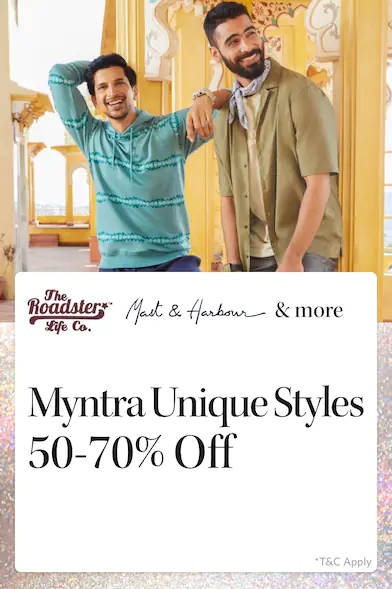 The
Roadster
Life Co.
Mast & Harbour & more
Myntra Unique Styles
50-70% Off
*T&C Apply